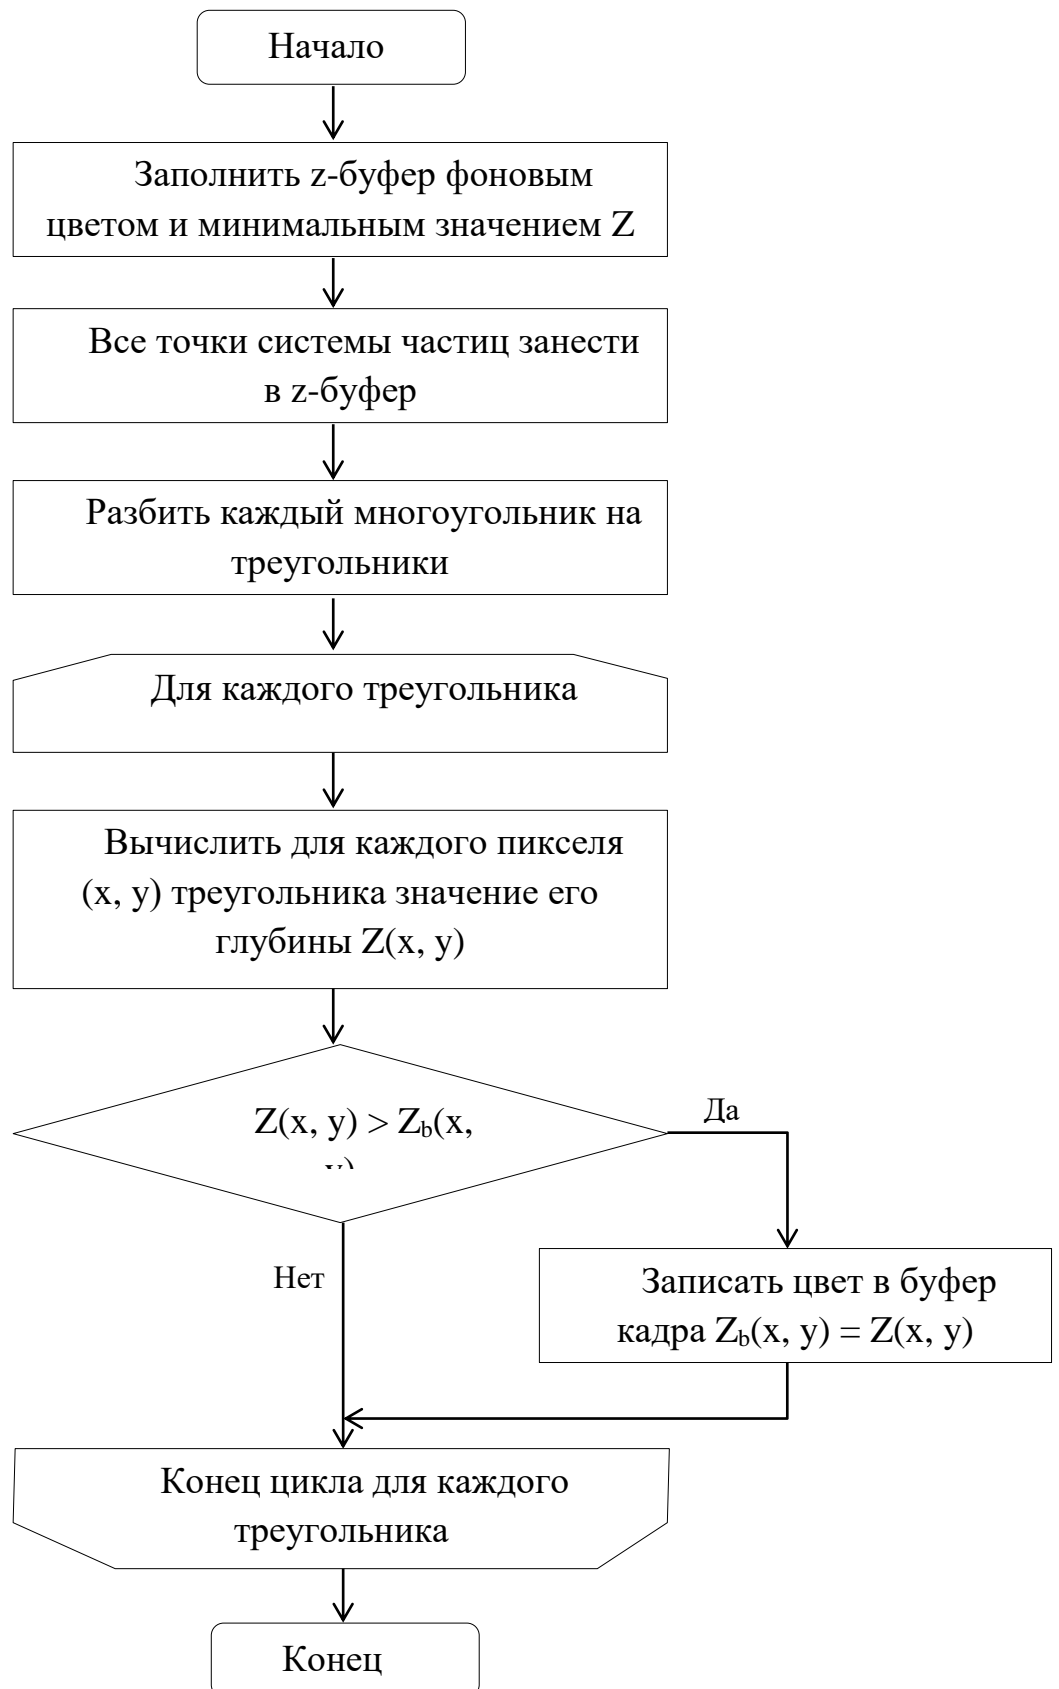 Начало
Заполнить z-буфер фоновым
цветом и минимальным значением Z
Все точки системы частиц занести
в z-буфер
Разбить каждый многоугольник на
треугольники
Для каждого треугольника
Вычислить для каждого пикселя
(x, y) треугольника значение его
глубины Z(x, y)
Z(x, y) > Zb(x,
y)
Да
Нет
Записать цвет в буфер
кадра Zb(x, y) = Z(x, y)
Конец цикла для каждого
треугольника
Конец